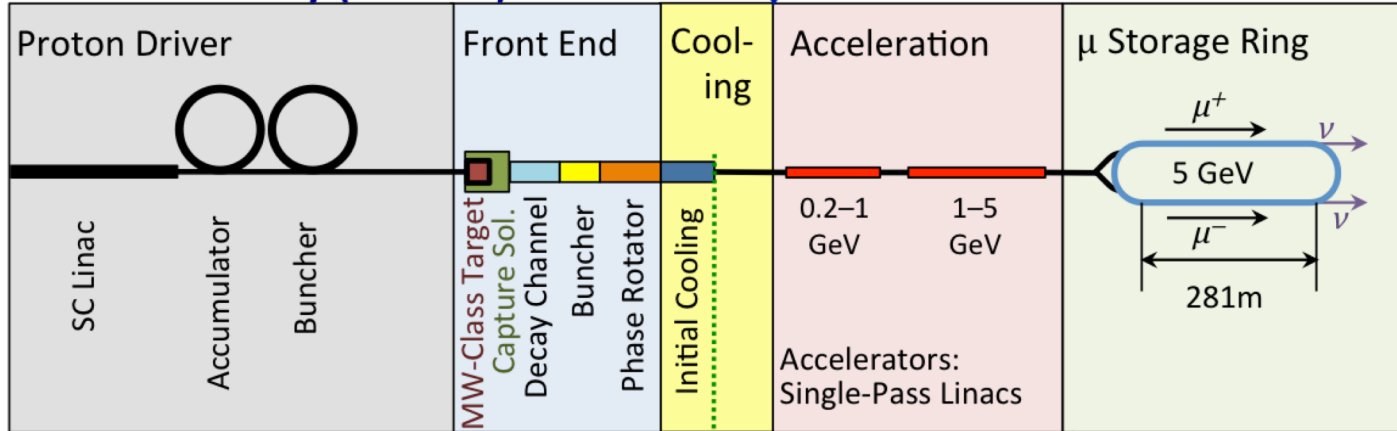 Proton Driver
SC Linac
Accumulator
Buncher
Front End
MW-Class Target
Capture Sol.
Decay Channel
Buncher
Phase Rotator
Cool-
ing
Initial Cooling
Acceleration
0.2–1
GeV
1–5
GeV
Accelerators:
Single-Pass Linacs
μ Storage Ring
μ+
ν
5 GeV
ν
μ−
281m